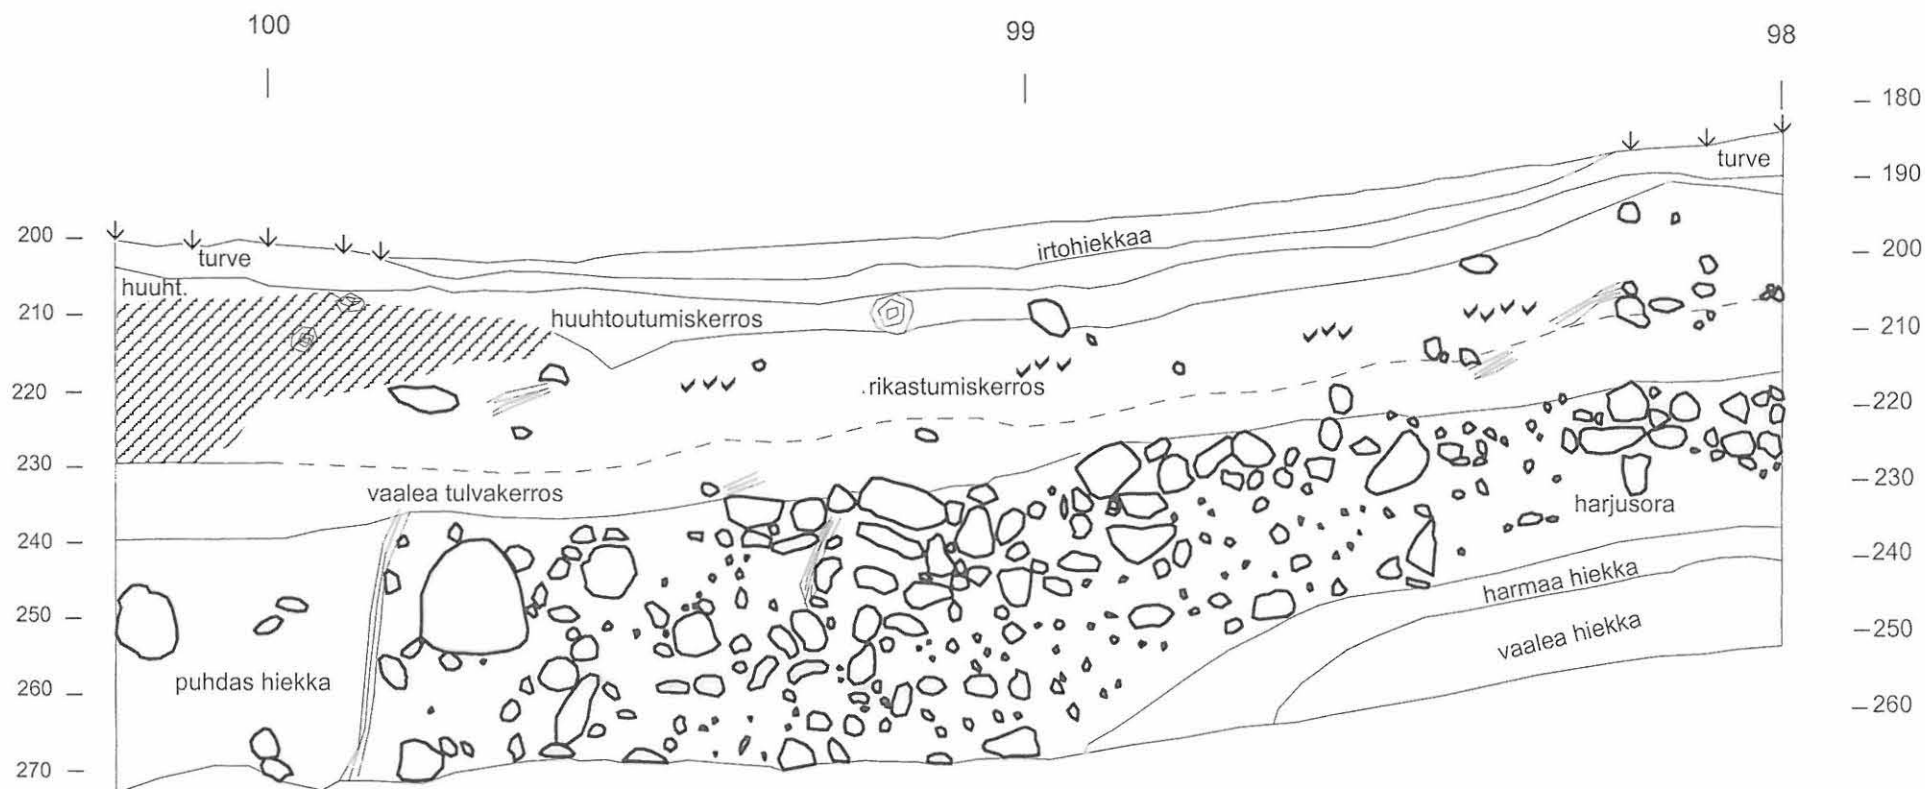 100
99
98
180
190
200
210
220
230
240
250
260
200
210
220
230
240
250
260
270
turve
turve
irtohiekkaa
huuht.
huuhtoutumiskerros
.rikastumiskerros
vaalea tulvakerros
harjusora
harmaa hiekka
vaalea hiekka
puhdas hiekka